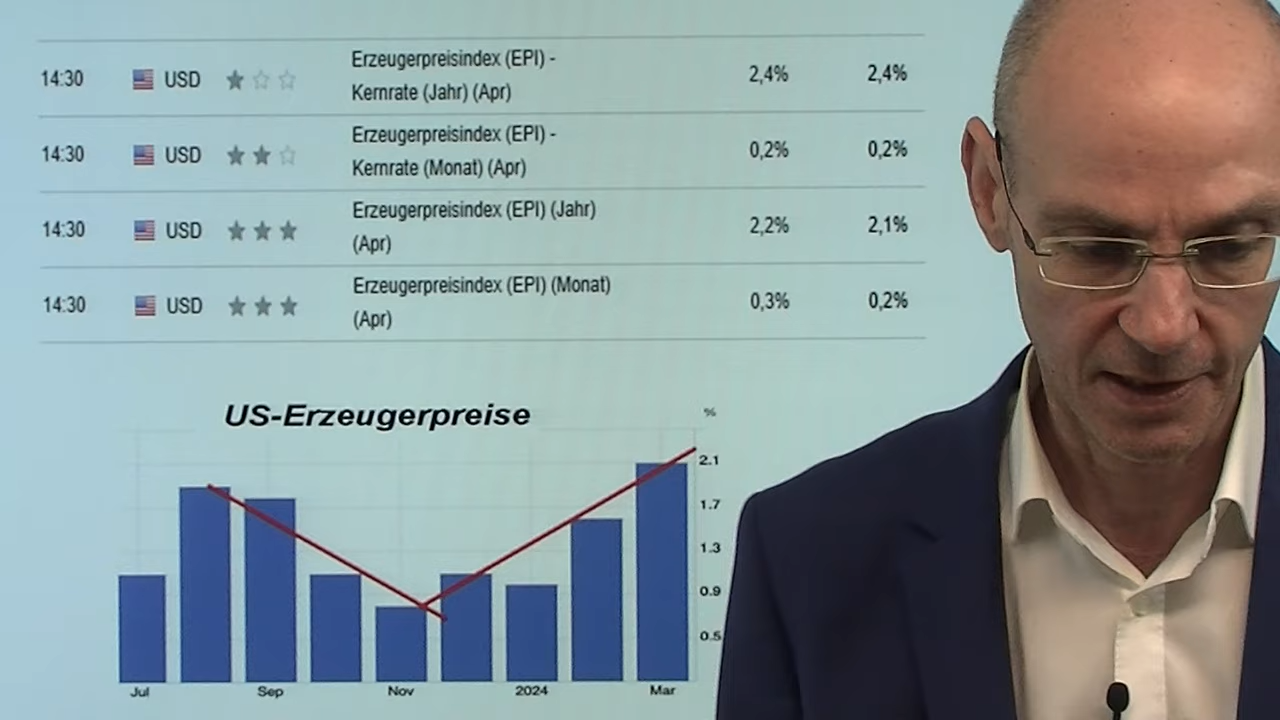 14:30 USD Erzeugerpreisindex (EPI) - 2,4% 2,4%
Kernrate (Jahr) (Apr)
14:30 USD Erzeugerpreisindex (EPI) - 0,2% 0,2%
Kernrate (Monat) (Apr)
14:30 USD Erzeugerpreisindex (EPI) (Jahr) 2,2% 2,1%
(Apr)
14:30 USD Erzeugerpreisindex (EPI) (Monat) 0,3% 0,2%
(Apr)
US-Erzeugerpreise
%
2.1
1.7
1.3
0.9
0.5
Jul Sep Nov 2024 Mar